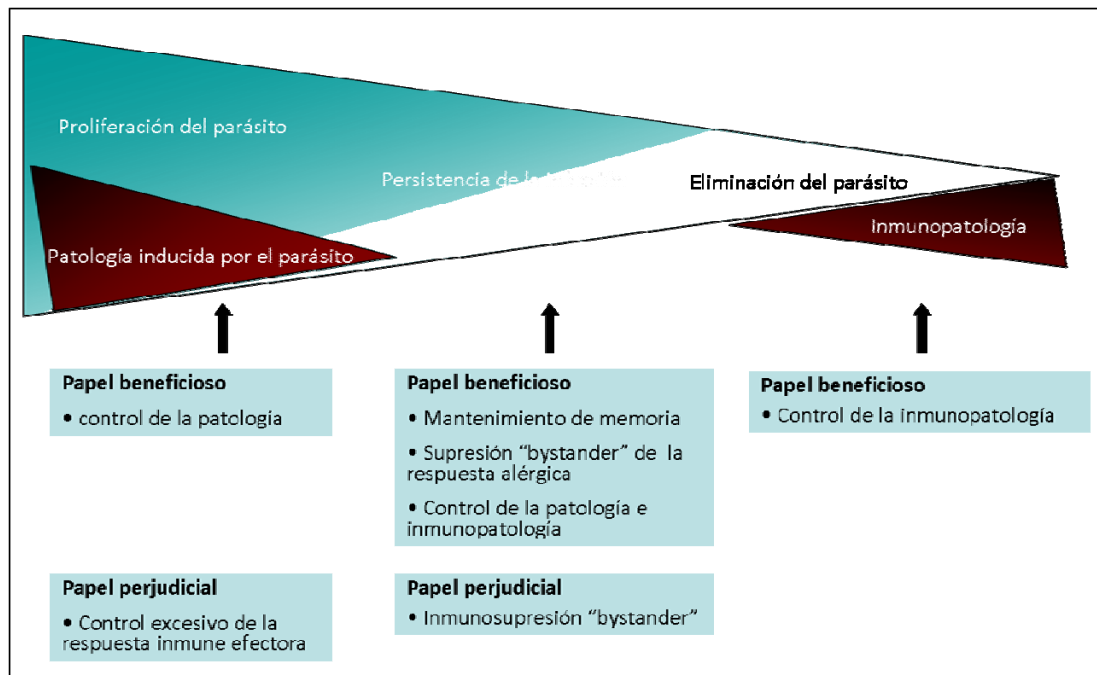 Proliferación del parásito
Persistencia de
Eliminación del parásito
Inmunopatología
Patología inducida por el parásito
Papel beneficioso
• control de la patología
Papel beneficioso
• Mantenimiento de memoria
• Supresión “bystander” de la
respuesta alérgica
• Control de la patología e
inmunopatología
Papel beneficioso
• Control de la inmunopatología
Papel perjudicial
• Control excesivo de la
respuesta inmune efectora
Papel perjudicial
• Inmunosupresión “bystander”